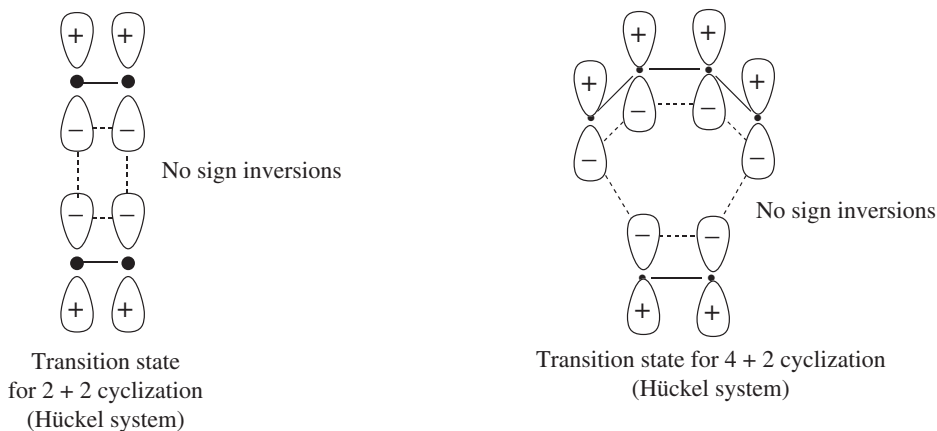 + +
− −
− −
+ +
No sign inversions
Transition state
for 2 + 2 cyclization
(Hückel system)
+ +
+ +
− −
− −
− −
+ +
No sign inversions
Transition state for 4 + 2 cyclization
(Hückel system)